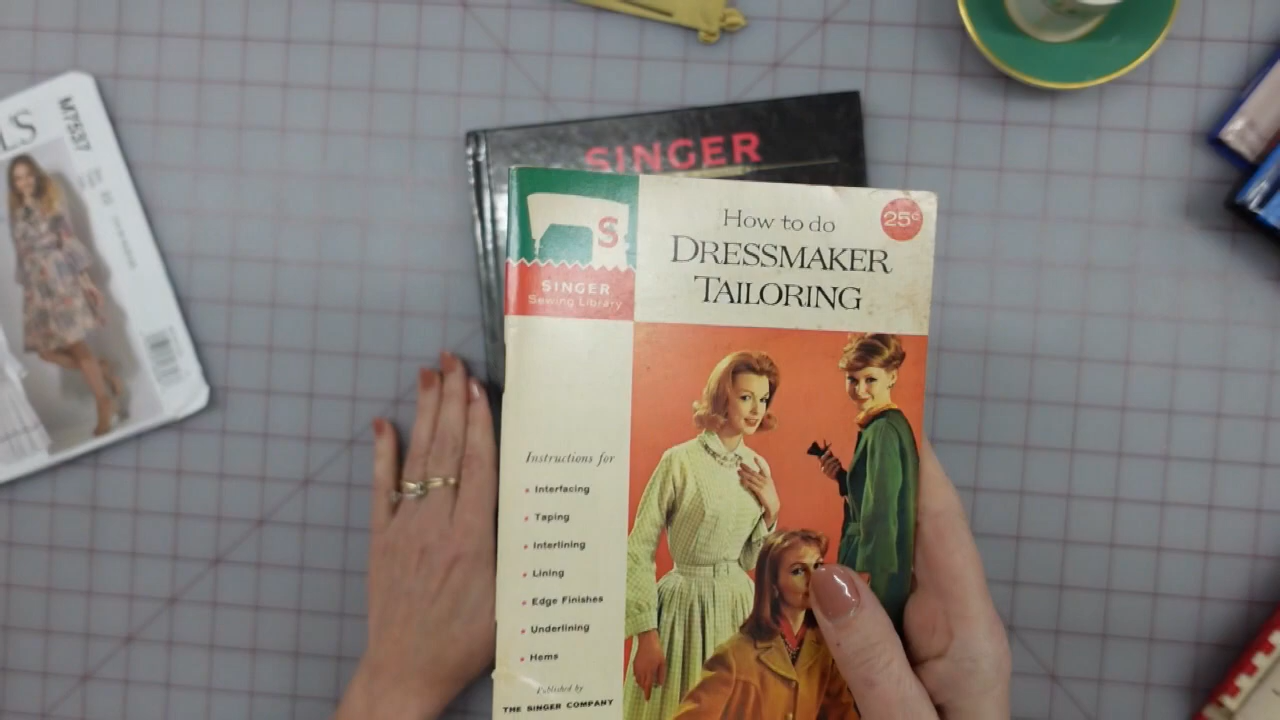 L'S
M7537
SINGER
S
SINGER
Sewing Library
How to do
DRESSMAKER
TAILORING
25¢
Instructions for
• Interfacing
• Taping
• Interlining
• Lining
• Edge Finishes
• Underlining
• Hems
Published by
THE SINGER COMPANY